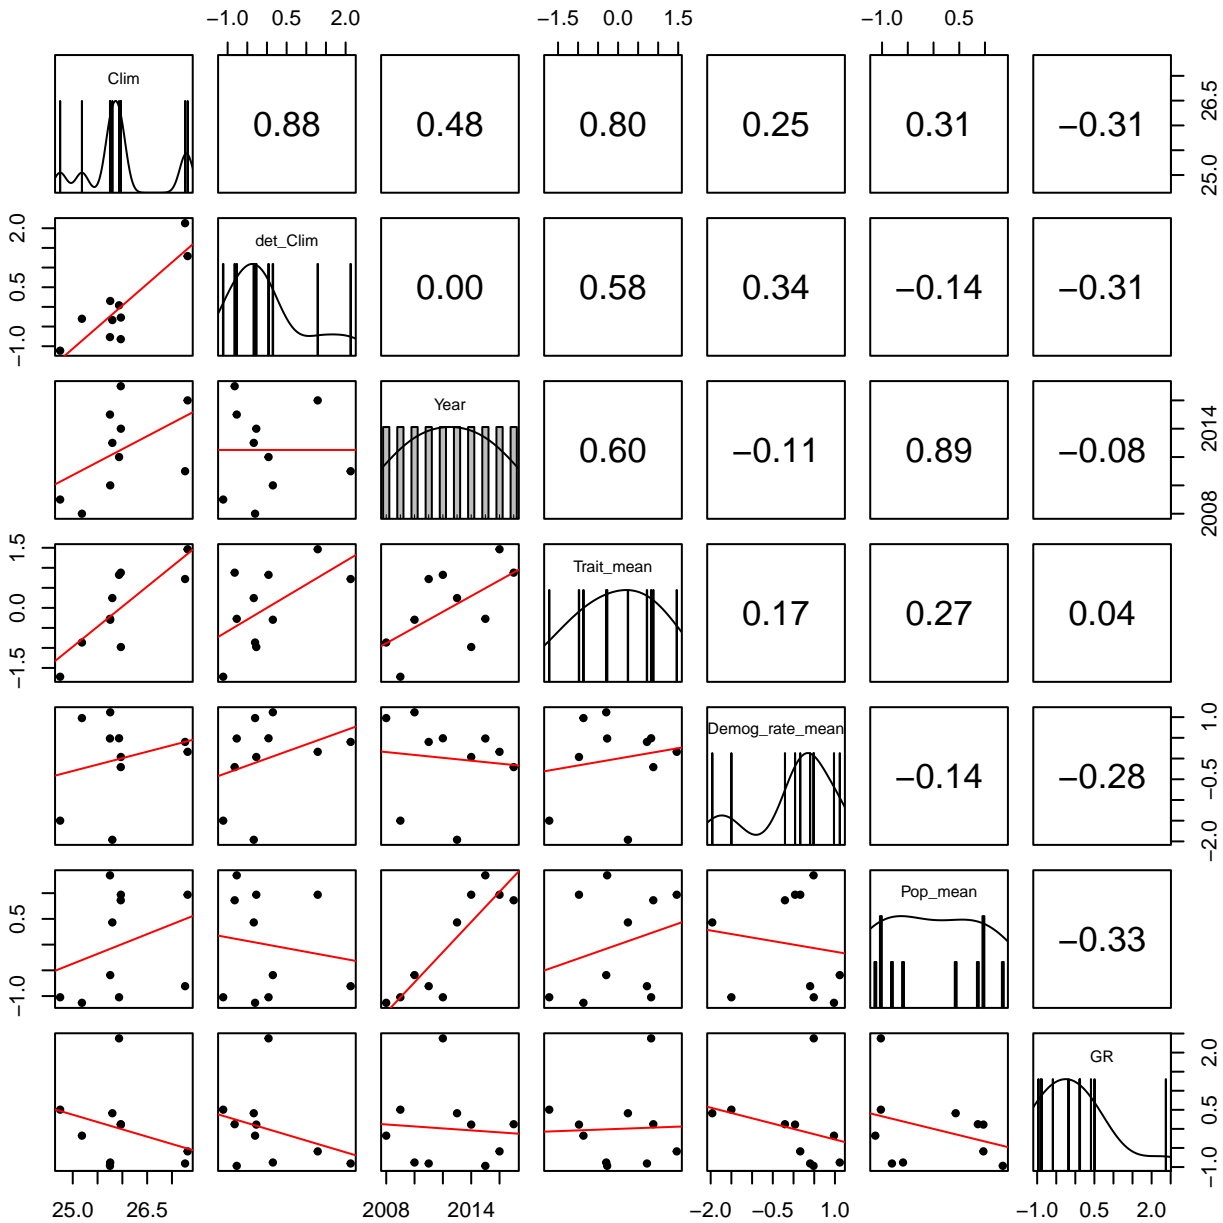 −1.0 0.5 2.0 −1.5 0.0 1.5 −1.0 0.5
Clim 0.88 0.48 0.80 0.25 0.31 −0.31 25.0 26.5
−1.0 0.5 2.0 det_Clim 0.00 0.58 0.34 −0.14 −0.31
Year 0.60 −0.11 0.89 −0.08 2008 2014
−1.5 0.0 1.5 Trait_mean 0.17 0.27 0.04
Demog_rate_mean −0.14 −0.28 −2.0 −0.5 1.0
−1.0 0.5 Pop_mean −0.33
GR −1.0 0.5 2.0
25.0 26.5 2008 2014 −2.0 −0.5 1.0 −1.0 0.5 2.0